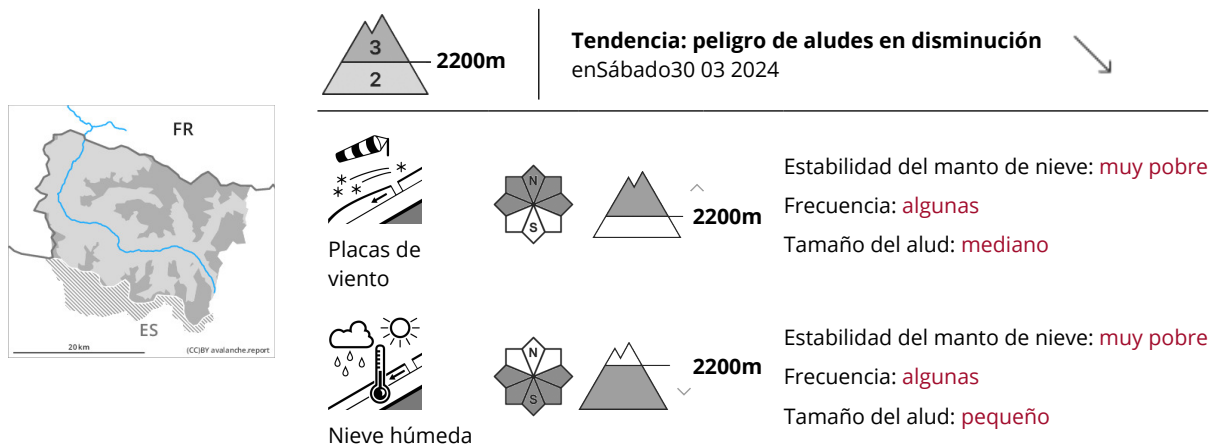 3
2
2200m
Tendencia: peligro de aludes en disminución
enSábado30 03 2024
FR
ES
20 km
(CC)BY avalanche.report
Placas de
viento
N
S
2200m
Estabilidad del manto de nieve: muy pobre
Frecuencia: algunas
Tamaño del alud: mediano
Nieve húmeda
N
S
2200m
Estabilidad del manto de nieve: muy pobre
Frecuencia: algunas
Tamaño del alud: pequeño